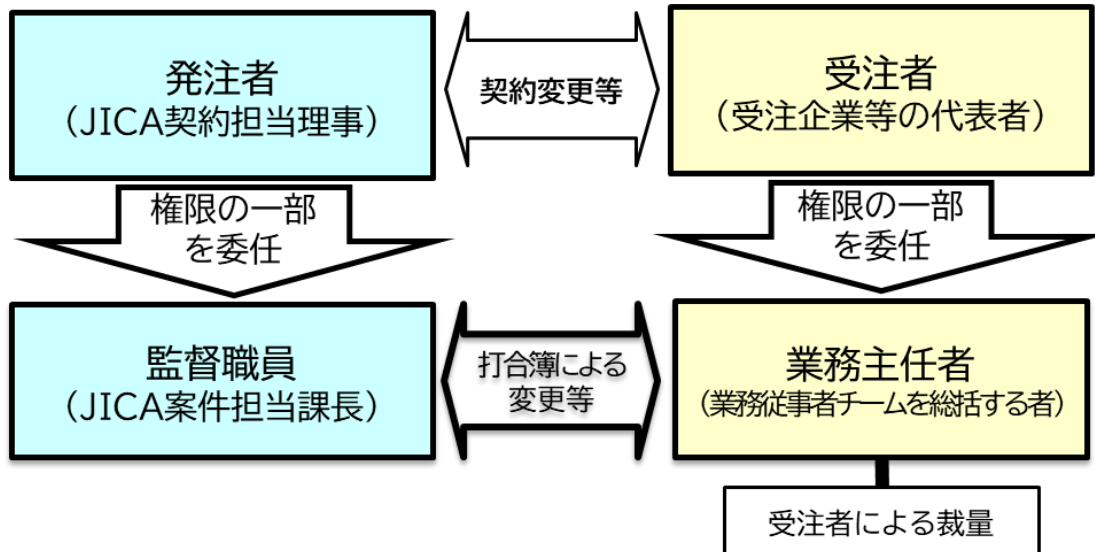 発注者
（JICA契約担当理事）
契約変更等
受注者
（受注企業等の代表者）
権限の一部
を委任
権限の一部
を委任
監督職員
（JICA案件担当課長）
打合簿による
変更等
業務主任者
（業務従事者チームを総括する者）
受注者による裁量